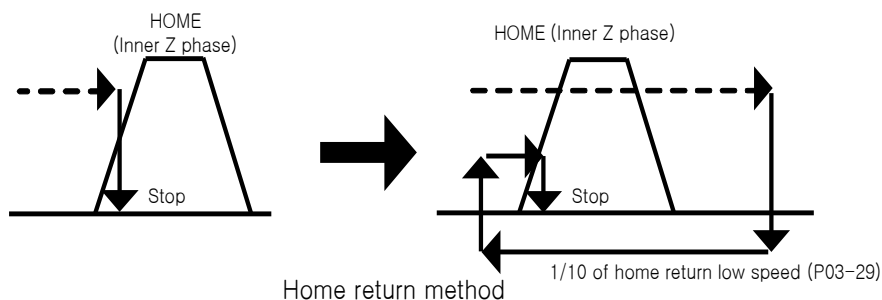 HOME
(Inner Z phase)
Stop
HOME (Inner Z phase)
Stop
1/10 of home return low speed (P03-29)
Home return method